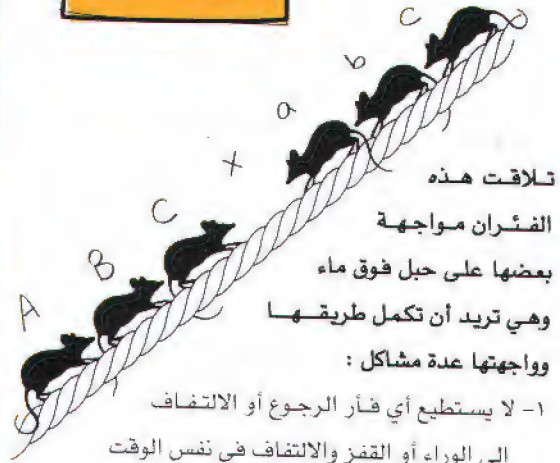 A B C x a b c
تلاقت هذه
الفئران مواجهة
بعضها على حبل فوق ماء
وهي تريد أن تكمل طريقها
وواجهتها عدة مشاكل :
١- لا يستطيع أي فأر الرجوع أو الالتفاف
الى الوراء أو القفز والالتفاف في نفس الوقت